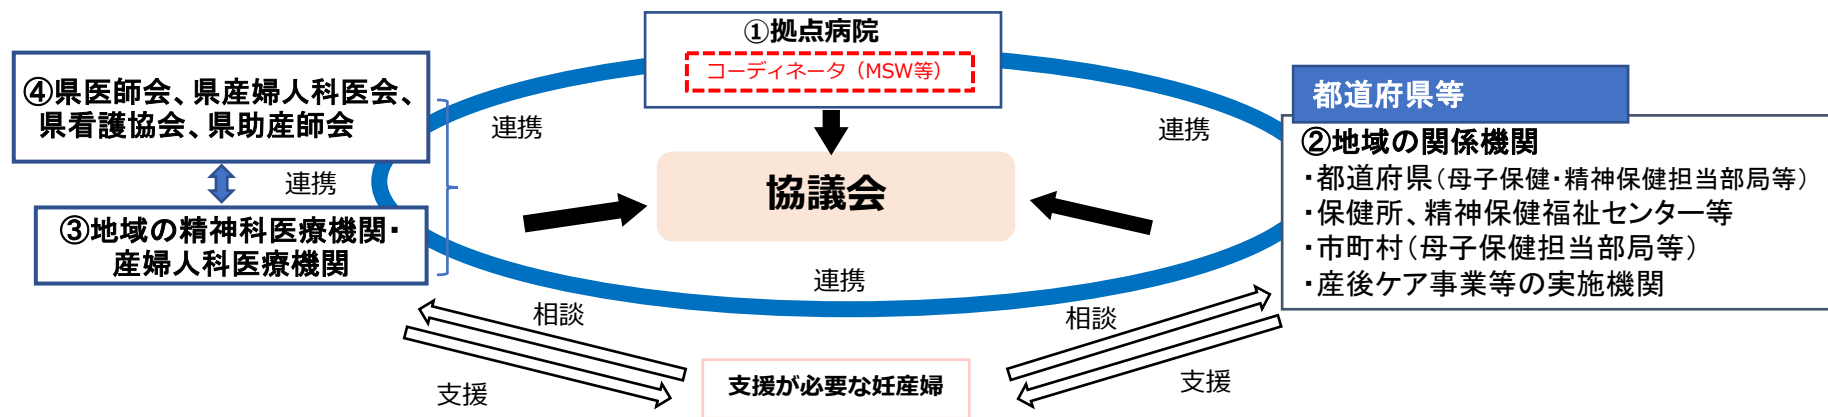 ①拠点病院
コーディネータ（MSW等）
④県医師会、県産婦人科医会、
県看護協会、県助産師会
連携
連携
都道府県等
②地域の関係機関
・都道府県（母子保健・精神保健担当部局等）
・保健所、精神保健福祉センター等
・市町村（母子保健担当部局等）
・産後ケア事業等の実施機関
連携
協議会
③地域の精神科医療機関・
産婦人科医療機関
連携
相談
相談
支援
支援が必要な妊産婦
支援